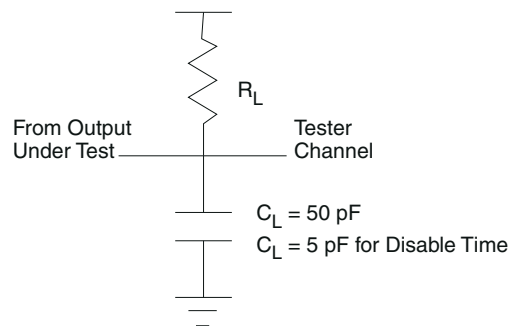 R_L
From Output
Under Test
Tester
Channel
C_L = 50 pF
C_L = 5 pF for Disable Time